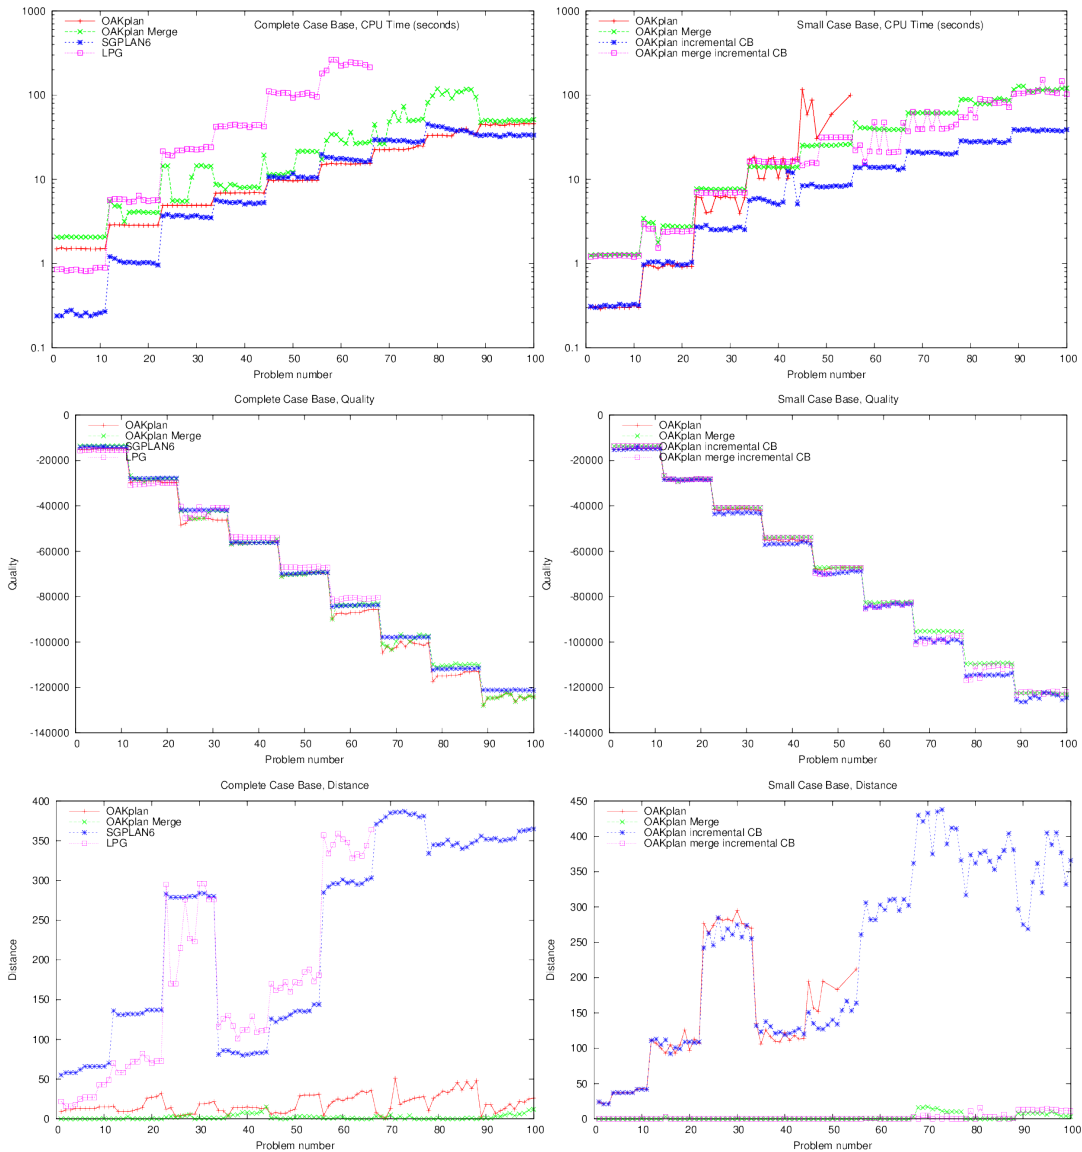 Complete Case Base, CPU Time (seconds)
OAKplan
OAKplan Merge
SGPLAN6
LPG
1000
100
10
1
0.1
0 10 20 30 40 50 60 70 80 90 100
Problem number
Small Case Base, CPU Time (seconds)
OAKplan
OAKplan Merge
OAKplan incremental CB
OAKplan merge incremental CB
1000
100
10
1
0.1
0 10 20 30 40 50 60 70 80 90 100
Problem number
Complete Case Base, Quality
OAKplan
OAKplan Merge
SGPLAN6
LPG
Quality
0
-20000
-40000
-60000
-80000
-100000
-120000
-140000
0 10 20 30 40 50 60 70 80 90 100
Problem number
Small Case Base, Quality
OAKplan
OAKplan Merge
OAKplan incremental CB
OAKplan merge incremental CB
Quality
0
-20000
-40000
-60000
-80000
-100000
-120000
-140000
0 10 20 30 40 50 60 70 80 90 100
Problem number
Complete Case Base, Distance
OAKplan
OAKplan Merge
SGPLAN6
LPG
Distance
400
350
300
250
200
150
100
50
0
0 10 20 30 40 50 60 70 80 90 100
Problem number
Small Case Base, Distance
OAKplan
OAKplan Merge
OAKplan incremental CB
OAKplan merge incremental CB
Distance
450
400
350
300
250
200
150
100
50
0
0 10 20 30 40 50 60 70 80 90 100
Problem number